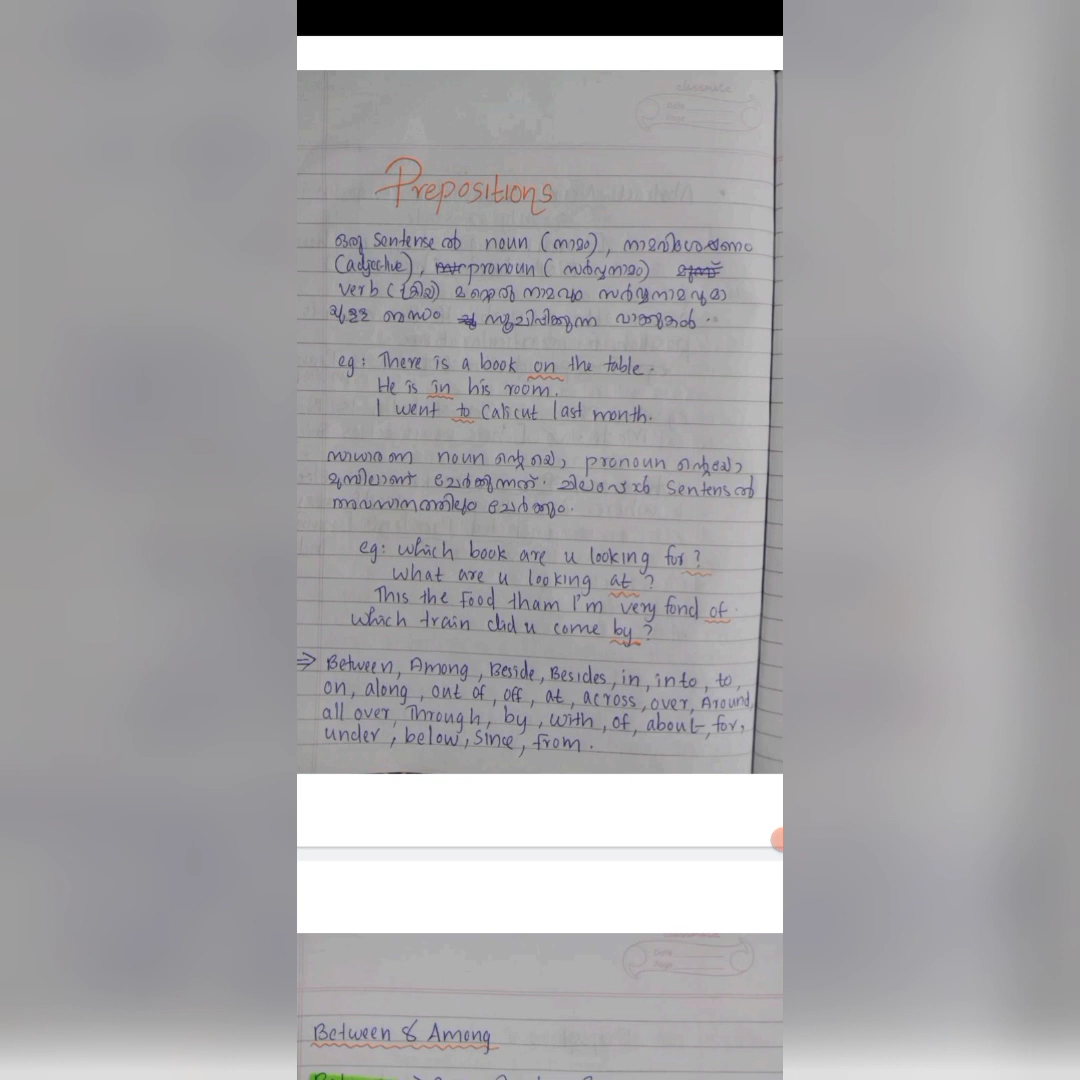 Prepositions
ഒരു sentense ൽ noun (നാമം), നാമവിശേഷണം
(adjective), pronoun ( സർവ്വനാമം)
verb (ക്രിയ) മറ്റൊരു നാമവും സർവ്വനാമവുമാ
യുള്ള ബന്ധം സൂചിപ്പിക്കുന്ന വാക്കുകൾ.
eg: There is a book on the table.
He is in his room.
I went to Calicut last month.
സാധാരണ noun ന്റെയോ, pronoun ന്റെയോ,
മുന്നിലാണ് ചേർക്കുന്നത്. ചിലപ്പോൾ Sentens ൽ
അവസാനത്തിലും ചേർക്കും.
eg: which book are u looking for?
What are u looking at?
This the food tham I'm very fond of.
which train did u come by?
⇒ Between, Among, Beside, Besides, in, into, to,
on, along, out of, off, at, across, over, Around,
all over, Through, by, with, of, about, for,
under, below, since, from.
Between & Among